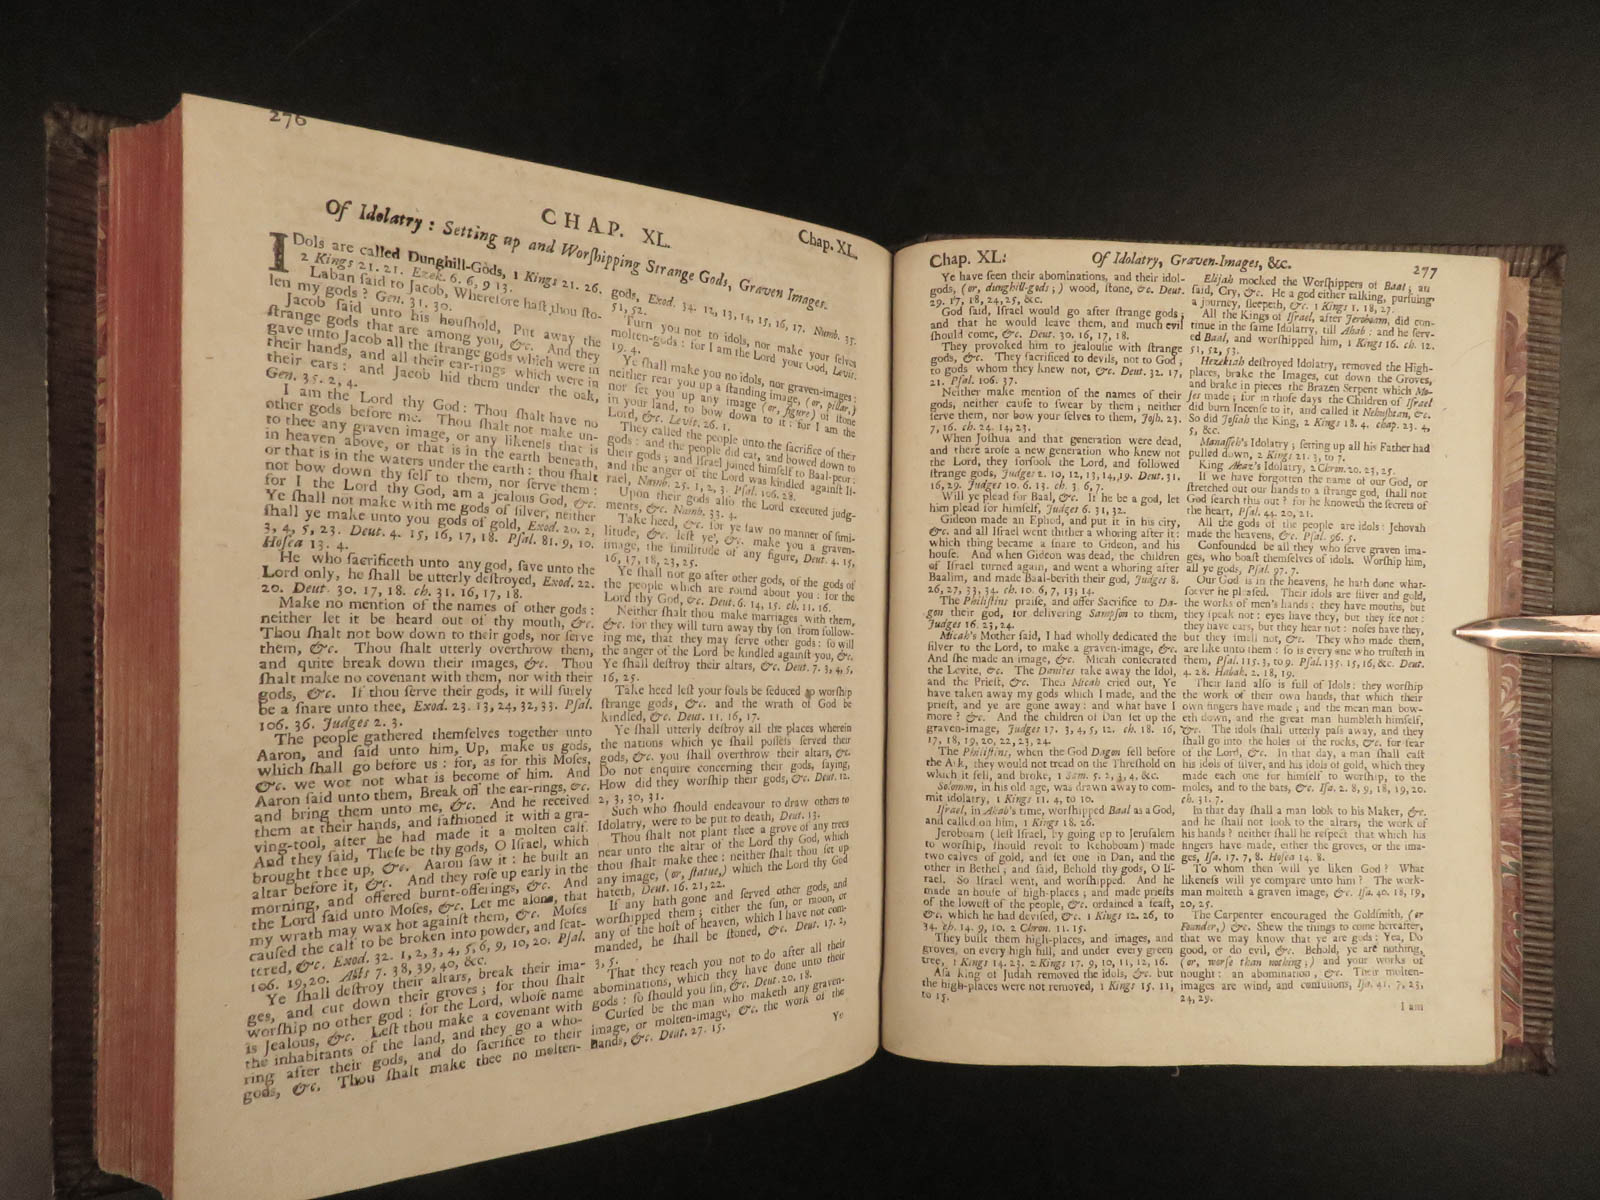 276
CHAP. XL.
Chap. XL.
Of Idolatry: Setting up and Worſhipping Strange Gods, Graven Images.
IDols are called Dunghill-Gods, 1 Kings 21. 26.
2 Kings 21. 21. Ezek. 6. 6, 9 13.
Laban ſaid to Jacob, Wherefore haſt thou ſto-
len my gods? Gen. 31. 30.
Jacob ſaid unto his houſhold, Put away the
ſtrange gods that are among you, &c. And they
gave unto Jacob all the ſtrange gods which were in
their hands, and all their ear-rings which were in
their ears: and Jacob hid them under the oak,
Gen. 35. 2, 4.
I am the Lord thy God: Thou ſhalt have no
other gods before me. Thou ſhalt not make un-
to thee any graven image, or any likeneſs that is
in heaven above, or that is in the earth beneath,
or that is in the waters under the earth: thou ſhalt
not bow down thy ſelf to them, nor ſerve them:
for I the Lord thy God, am a jealous God, &c.
Ye ſhall not make with me gods of ſilver, neither
ſhall ye make unto you gods of gold, Exod. 20. 2,
3, 4, 5, 23. Deut. 4. 15, 16, 17, 18. Pſal. 81. 9, 10.
Hoſea 13. 4.
He who ſacrificeth unto any god, ſave unto the
Lord only, he ſhall be utterly deſtroyed, Exod. 22.
20. Deut. 30. 17, 18. ch. 31. 16, 17, 18.
Make no mention of the names of other gods:
neither let it be heard out of thy mouth, &c.
Thou ſhalt not bow down to their gods, nor ſerve
them, &c. Thou ſhalt utterly overthrow them,
and quite break down their images, &c. Thou
ſhalt make no covenant with them, nor with their
gods, &c. If thou ſerve their gods, it will ſurely
be a ſnare unto thee, Exod. 23. 13, 24, 32, 33. Pſal.
106. 36. Judges 2. 3.
The people gathered themſelves together unto
Aaron, and ſaid unto him, Up, make us gods,
which ſhall go before us: for, as for this Moſes,
&c. we wot not what is become of him. And
Aaron ſaid unto them, Break off the ear-rings, &c.
and bring them unto me, &c. And he received
them at their hands, and faſhioned it with a gra-
ving-tool, after he had made it a molten calf.
And they ſaid, Theſe be thy gods, O Iſrael, which
brought thee up, &c. Aaron ſaw it: he built an
altar before it, &c. And they roſe up early in the
morning, and offered burnt-offerings, &c. And
the Lord ſaid unto Moſes, &c. Let me alone, that
my wrath may wax hot againſt them, &c. Moſes
cauſed the calf to be broken into powder, and ſcat-
tered, &c. Exod. 32. 1, 2, 3, 4, 5, 6, 9, 10, 20. Pſal.
106. 19,20. Acts 7. 38, 39, 40, &c.
Ye ſhall deſtroy their altars, break their ima-
ges, and cut down their groves; for thou ſhalt
worſhip no other god: for the Lord, whoſe name
is Jealous, &c. Leſt thou make a covenant with
the inhabitants of the land, and they go a who-
ring after their gods, and do ſacrifice to their
gods, &c. Thou ſhalt make thee no molten-
gods, Exod. 34. 12, 13, 14, 15, 16, 17. Numb. 33.
51, 52.
Turn you not to idols, nor make your ſelves
molten-gods: for I am the Lord your God, Levit.
19. 4.
Ye ſhall make you no idols, nor graven-images:
neither rear you up a ſtanding image, (or, pillar,)
nor ſet you up any image (or, figure) of ſtone
in your land, to bow down to it: for I am the
Lord, &c. Levit. 26. 1.
They called the people unto the ſacrifice of their
gods: and the people did eat, and bowed down to
their gods; and Iſrael joined himſelf to Baal-peor:
and the anger of the Lord was kindled againſt Iſ-
rael, Numb. 25. 1, 2, 3. Pſal. 106. 28.
Upon their gods alſo the Lord executed judg-
ments, &c. Numb. 33. 4.
Take heed, &c. for ye ſaw no manner of ſimi-
litude, &c. leſt ye, &c. make you a graven-
image, the ſimilitude of any figure, Deut. 4. 15,
16, 17, 18, 23, 25.
Ye ſhall not go after other gods, of the gods of
the people which are round about you: for the
Lord thy God, &c. Deut. 6. 14, 15. ch. 11. 16.
Neither ſhalt thou make marriages with them,
&c. for they will turn away thy ſon from follow-
ing me, that they may ſerve other gods: ſo will
the anger of the Lord be kindled againſt you, &c.
Ye ſhall deſtroy their altars, &c. Deut. 7. 3, 4, 5,
16, 25.
Take heed leſt your ſouls be ſeduced to worſhip
ſtrange gods, &c. and the wrath of God be
kindled, &c. Deut. 11. 16, 17.
Ye ſhall utterly deſtroy all the places wherein
the nations which ye ſhall poſſeſs ſerved their
gods, &c. you ſhall overthrow their altars, &c.
Do not enquire concerning their gods, ſaying,
How did they worſhip their gods, &c. Deut. 12.
2, 3, 30, 31.
Such who ſhould endeavour to draw others to
Idolatry, were to be put to death, Deut. 13.
Thou ſhalt not plant thee a grove of any trees
near unto the altar of the Lord thy God, which
thou ſhalt make thee: neither ſhalt thou ſet up
any image, (or, ſtatue,) which the Lord thy God
hateth, Deut. 16. 21, 22.
If any hath gone and ſerved other gods, and
worſhipped them; either the ſun, or moon, or
any of the hoſt of heaven, which I have not com-
manded, he ſhall be ſtoned, &c. Deut. 17. 2,
3, 5.
That they teach you not to do after all their
abominations, which they have done unto their
gods: ſo ſhould you ſin, &c. Deut. 20. 18.
Curſed be the man who maketh any graven-
image, or molten-image, &c. the work of the
hands, &c. Deut. 27. 15.
Ye
Chap. XL:
Of Idolatry, Graven-Images, &c.
277
Ye have ſeen their abominations, and their idol-
gods, (or, dunghill-gods;) wood, ſtone, &c. Deut.
29. 17, 18, 24, 25, &c.
God ſaid, Iſrael would go after ſtrange gods;
and that he would leave them, and much evil
ſhould come, &c. Deut. 30. 16, 17, 18.
They provoked him to jealouſie with ſtrange
gods, &c. They ſacrificed to devils, not to God;
to gods whom they knew not, &c. Deut. 32. 17,
21. Pſal. 106. 37.
Neither make mention of the names of their
gods, neither cauſe to ſwear by them; neither
ſerve them, nor bow your ſelves to them, Joſh. 23.
7, 16. ch. 24. 14, 23.
When Joſhua and that generation were dead,
and there aroſe a new generation who knew not
the Lord, they forſook the Lord, and followed
ſtrange gods, Judges 2. 10, 12, 13, 14, 19. Deut. 31.
16, 29. Judges 10. 6. 13. ch. 3. 6, 7.
Will ye plead for Baal, &c. If he be a god, let
him plead for himſelf, Judges 6. 31, 32.
Gideon made an Ephod, and put it in his city,
&c. and all Iſrael went thither a whoring after it:
which thing became a ſnare to Gideon, and his
houſe. And when Gideon was dead, the children
of Iſrael turned again, and went a whoring after
Baalim, and made Baal-berith their god, Judges 8.
26, 27, 33, 34. ch. 10. 6, 7, 13, 14.
The Philiſtins praiſe, and offer Sacrifice to Da-
gon their god, for delivering Sampſon to them,
Judges 16. 23, 24.
Micah's Mother ſaid, I had wholly dedicated the
ſilver to the Lord, to make a graven-image, &c.
And ſhe made an image, &c. Micah conſecrated
the Levite, &c. The Danites take away the Idol,
and the Prieſt, &c. Then Micah cried out, Ye
have taken away my gods which I made, and the
prieſt, and ye are gone away: and what have I
more? &c. And the children of Dan ſet up the
graven-image, Judges 17. 3, 4, 5, 12. ch. 18. 16,
17, 18, 19, 20, 22, 23, 24.
The Philiſtins, when the God Dagon fell before
the Ark, they would not tread on the Threſhold on
which it fell, and broke, 1 Sam. 5. 2, 3, 4, &c.
Solomon, in his old age, was drawn away to com-
mit idolatry, 1 Kings 11. 4, to 10.
Iſrael, in Ahab's time, worſhipped Baal as a God,
and called on him, 1 Kings 18. 26.
Jeroboam (left Iſrael, by going up to Jeruſalem
to worſhip, ſhould revolt to Rehoboam) made
two calves of gold, and ſet one in Dan, and the
other in Bethel; and ſaid, Behold thy gods, O Iſ-
rael. So Iſrael went, and worſhipped. And he
made an houſe of high-places; and made prieſts
of the loweſt of the people, &c. ordained a feaſt,
&c. which he had deviſed, &c. 1 Kings 12. 26, to
34. ch. 14. 9, 10. 2 Chron. 11. 15.
They built them high-places, and images, and
groves, on every high hill, and under every green
tree, 1 Kings 14. 23. 2 Kings 17. 9, 10, 11, 12, 16.
Aſa king of Judah removed the idols, &c. but
the high-places were not removed, 1 Kings 15. 11,
to 15.
Elijah mocked the Worſhippers of Baal; an
ſaid, Cry, &c. He a god either talking, purſuing
a journey, ſleepeth, &c. 1 Kings 1. 18, 27.
All the Kings of Iſrael, after Jeroboam, did con-
tinue in the ſame Idolatry, till Ahab: and he ſerv-
ed Baal, and worſhipped him, 1 Kings 16. ch. 12.
51, 52, 53.
Hezekiah deſtroyed Idolatry, removed the High-
places, brake the Images, cut down the Groves,
and brake in pieces the Brazen Serpent which Mo-
ſes made; for in thoſe days the Children of Iſrael
did burn Incenſe to it, and called it Nehuſhtan, &c.
So did Joſiah the King, 2 Kings 18. 4. chap. 23. 4,
5, &c.
Manaſſeh's Idolatry; ſetting up all his Father had
pulled down, 2 Kings 21. 3, to 7.
King Ahaz's Idolatry, 2 Chron. 20. 23, 25.
If we have forgotten the name of our God, or
ſtretched out our hands to a ſtrange god, ſhall not
God ſearch this out? for he knoweth the ſecrets of
the heart, Pſal. 44. 20, 21.
All the gods of the people are idols: Jehovah
made the heavens, &c. Pſal. 96. 5.
Confounded be all they who ſerve graven ima-
ges, who boaſt themſelves of idols. Worſhip him,
all ye gods, Pſal. 97. 7.
Our God is in the heavens, he hath done what-
ſoever he pleaſed. Their idols are ſilver and gold,
the works of men's hands: they have mouths, but
they ſpeak not: eyes have they, but they ſee not:
they have ears, but they hear not: noſes have they,
but they ſmell not, &c. They who made them,
are like unto them: ſo is every one who truſteth in
them, Pſal. 115. 3, to 9. Pſal. 135. 15, 16, &c. Deut.
4. 28. Habak. 2. 18, 19.
Their land alſo is full of Idols: they worſhip
the work of their own hands, that which their
own fingers have made; and the mean man bow-
eth down, and the great man humbleth himſelf,
&c. The idols ſhall utterly paſs away, and they
ſhall go into the holes of the rocks, &c. for fear
of the Lord, &c. In that day, a man ſhall caſt
his idols of ſilver, and his idols of gold, which they
made each one for himſelf to worſhip, to the
moles, and to the bats, &c. Iſa. 2. 8, 9, 18, 19, 20.
ch. 31. 7.
In that day ſhall a man look to his Maker, &c.
and he ſhall not look to the altars, the work of
his hands? neither ſhall he reſpect that which his
fingers have made, either the groves, or the ima-
ges, Iſa. 17. 7, 8. Hoſea 14. 8.
To whom then will ye liken God? What
likeneſs will ye compare unto him? The work-
man molteth a graven image, &c. Iſa. 40. 18, 19,
20, 25.
The Carpenter encouraged the Goldſmith, (or
Founder,) &c. Shew the things to come hereafter,
that we may know that ye are gods: Yea, Do
good, or do evil, &c. Behold, ye are nothing,
(or, worſe than nothing;) and your works of
nought: an abomination, &c. Their molten-
images are wind, and confuſions, Iſa. 41. 7, 23,
24, 29.
I am